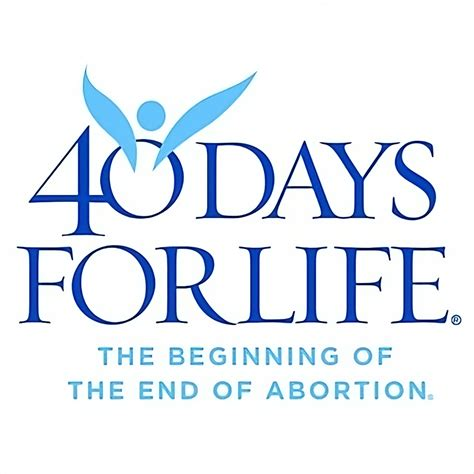 40 DAYS
FOR LIFE®
THE BEGINNING OF
THE END OF ABORTION®